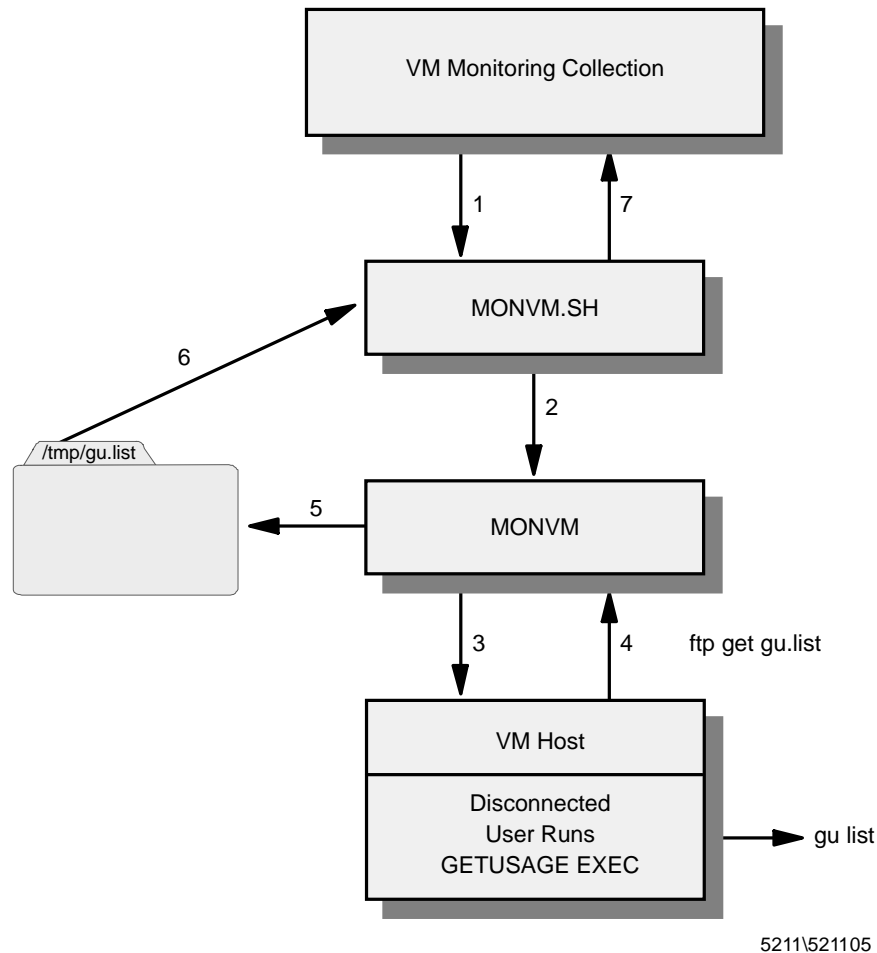 VM Monitoring Collection
1
7
MONVM.SH
6
2
/tmp/gu.list
5
MONVM
3
4
ftp get gu.list
VM Host
Disconnected
User Runs
GETUSAGE EXEC
gu list
5211\521105